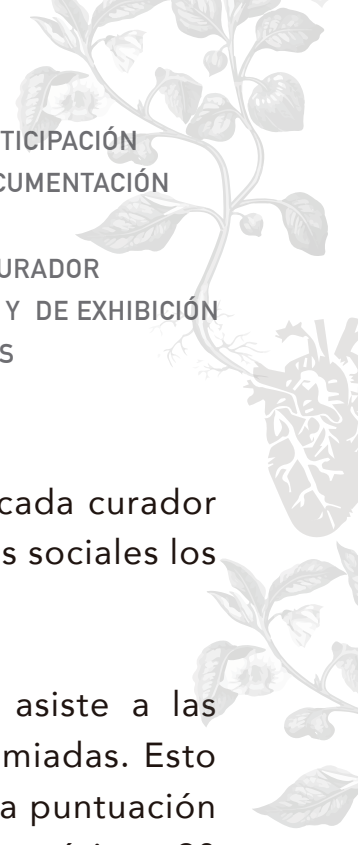 TICIPACIÓN
CUMENTACIÓN
URADOR
Y DE EXHIBICIÓN
S
cada curador
s sociales los
asiste a las
miadas. Esto
a puntuación